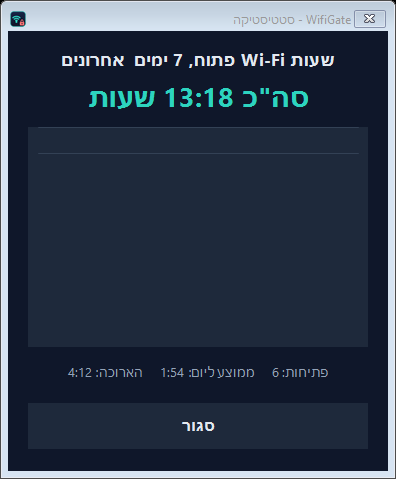 WifiGate - סטטיסטיקה
שעות Wi-Fi פתוח, 7 ימים אחרונים
סה"כ 13:18 שעות
פתיחות: 6 ממוצע ליום: 1:54 הארוכה: 4:12
סגור